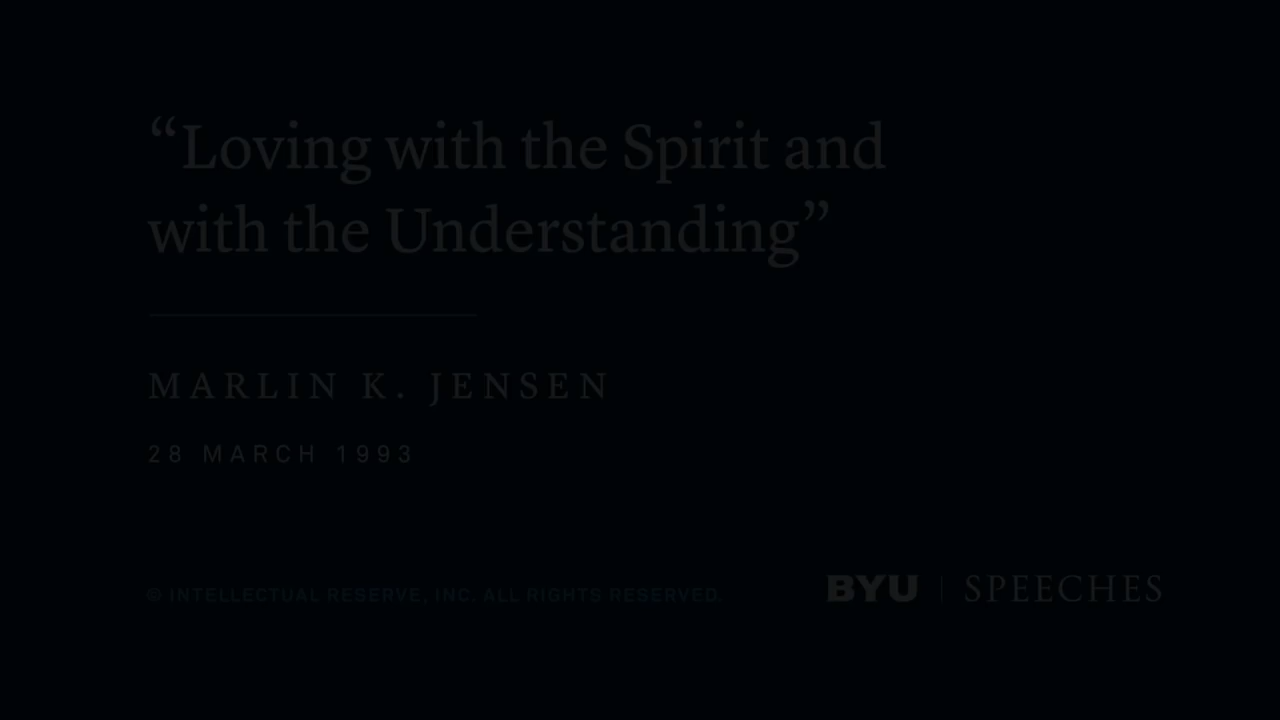 “Loving with the Spirit and
with the Understanding”
MARLIN K. JENSEN
28 MARCH 1993
© INTELLECTUAL RESERVE, INC. ALL RIGHTS RESERVED.
BYU | SPEECHES